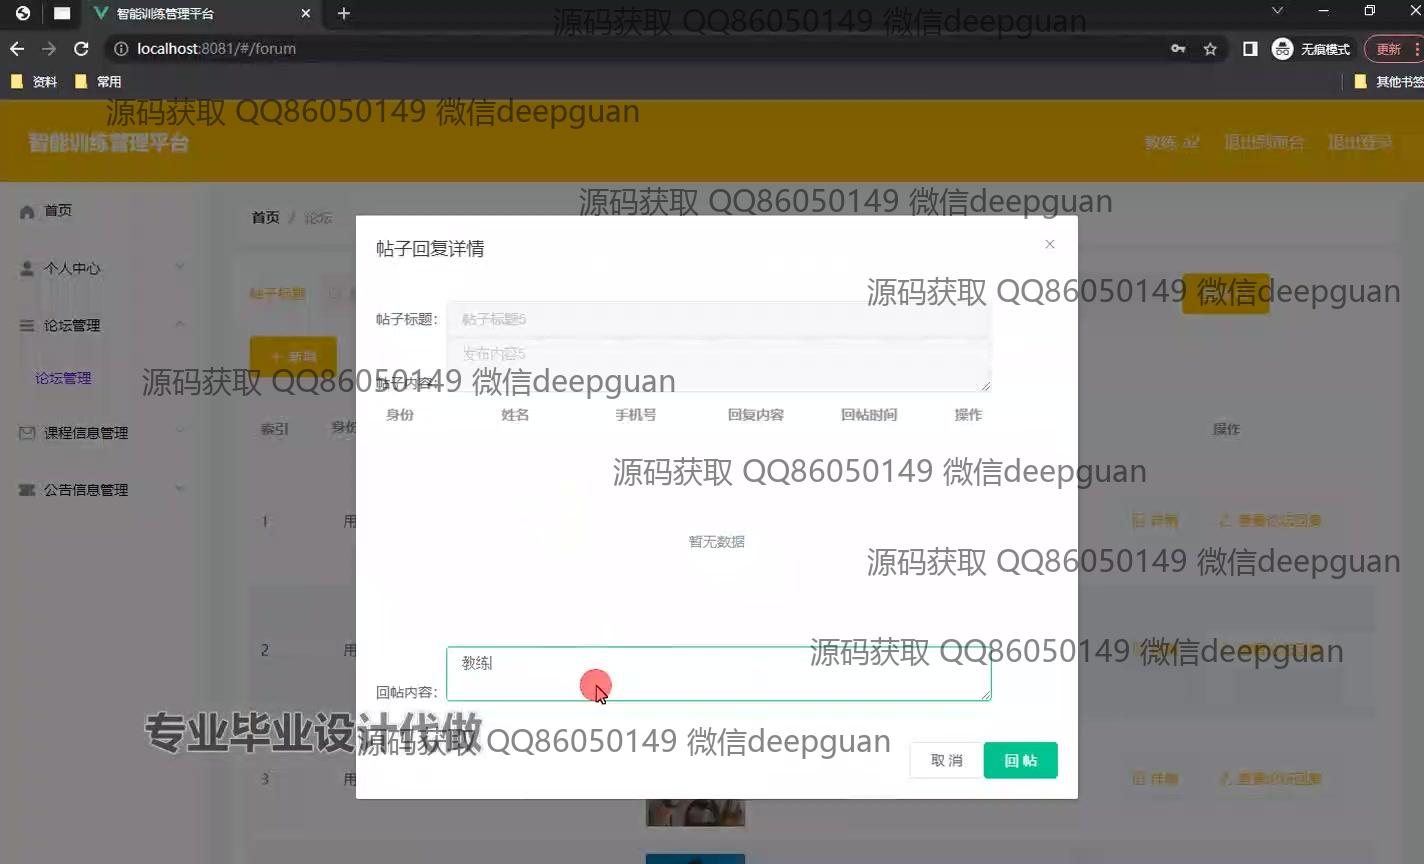 智能训练管理平台
源码获取 QQ86050149 微信deepguan
localhost:8081/#/forum
无痕模式
更新
资料
常用
其他书签
源码获取 QQ86050149 微信deepguan
智能训练管理平台
教练 a2
退出到前台
退出登录
源码获取 QQ86050149 微信deepguan
首页
首页 / 论坛
帖子回复详情
个人中心
源码获取 QQ86050149 微信deepguan
帖子标题
帖子标题:
帖子标题5
论坛管理
+ 新增
发布内容5
论坛管理
源码获取 QQ86050149 微信deepguan
帖子内容:
身份
姓名
手机号
回复内容
回帖时间
操作
索引
身份
操作
课程信息管理
源码获取 QQ86050149 微信deepguan
公告信息管理
1
用
详情
查看论坛回复
暂无数据
源码获取 QQ86050149 微信deepguan
2
用
源码获取 QQ86050149 微信deepguan
教练
回帖内容:
专业毕业设计代做
源码获取 QQ86050149 微信deepguan
取 消
回 帖
3
用
详情
查看论坛回复